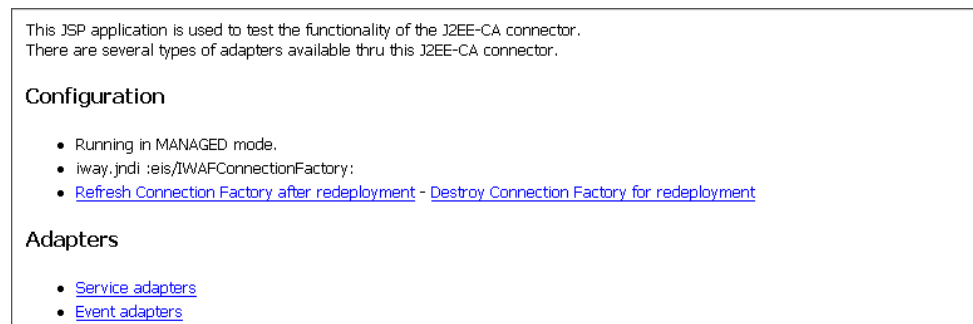 This JSP application is used to test the functionality of the J2EE-CA connector.
There are several types of adapters available thru this J2EE-CA connector.
Configuration
Running in MANAGED mode.
iway.jndi :eis/IWAFConnectionFactory:
Refresh Connection Factory after redeployment - Destroy Connection Factory for redeployment
Adapters
Service adapters
Event adapters